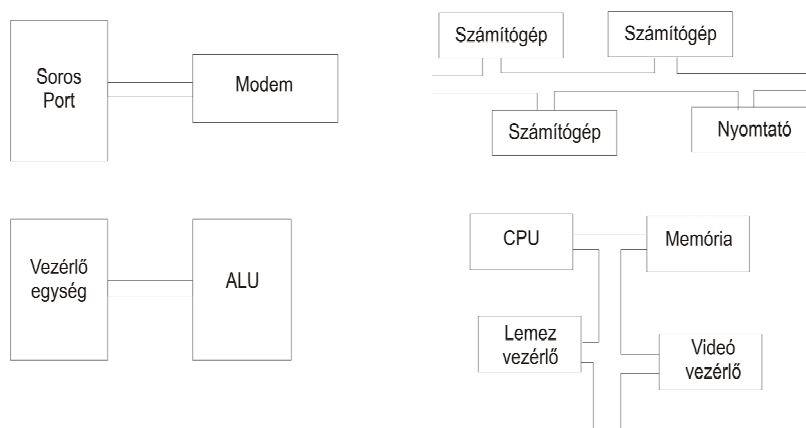 Soros
Port
Modem
Számítógép
Számítógép
Számítógép
Nyomtató
Vezérlő
egység
ALU
CPU
Memória
Lemez
vezérlő
Videó
vezérlő